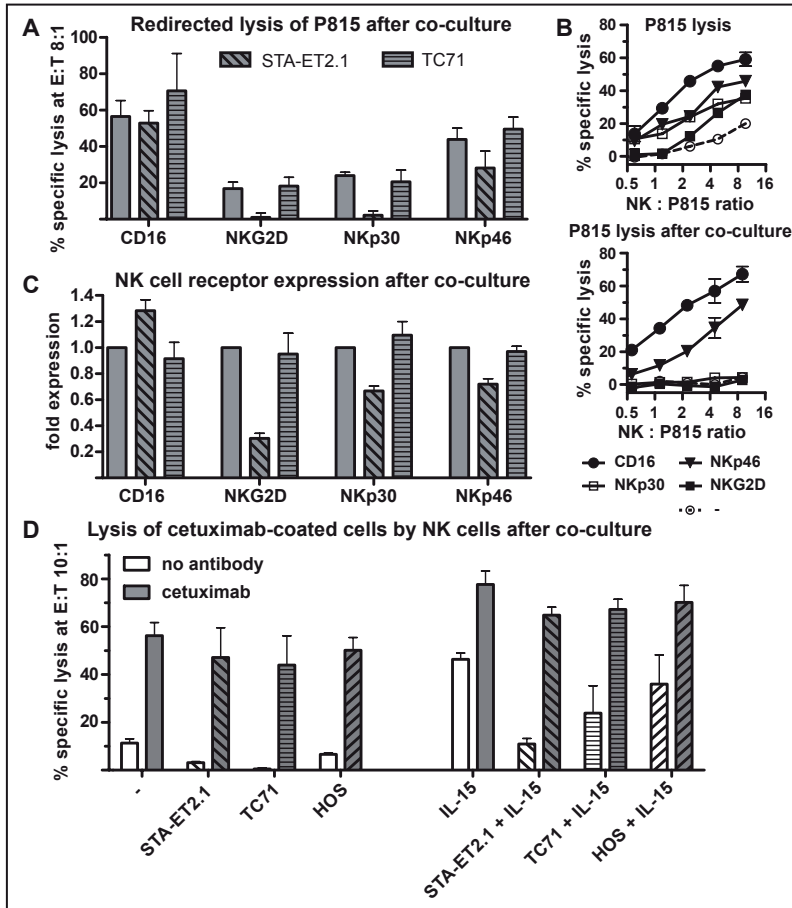 A
Redirected lysis of P815 after co-culture
% specific lysis at E:T 8:1
100
80
60
40
20
STA-ET2.1
TC71
CD16
NKG2D
NKp30
NKp46
B
P815 lysis
% specific lysis
80
60
40
20
0
0.5 1 2 4 8 16
NK : P815 ratio
P815 lysis after co-culture
% specific lysis
80
60
40
20
0
0.5 1 2 4 8 16
NK : P815 ratio
CD16
NKp46
NKp30
NKG2D
-
C
NK cell receptor expression after co-culture
fold expression
1.4
1.2
1.0
0.8
0.6
0.4
0.2
CD16
NKG2D
NKp30
NKp46
D
Lysis of cetuximab-coated cells by NK cells after co-culture
% specific lysis at E:T 10:1
80
60
40
20
no antibody
cetuximab
-
STA-ET2.1
TC71
HOS
IL-15
STA-ET2.1 + IL-15
TC71 + IL-15
HOS + IL-15